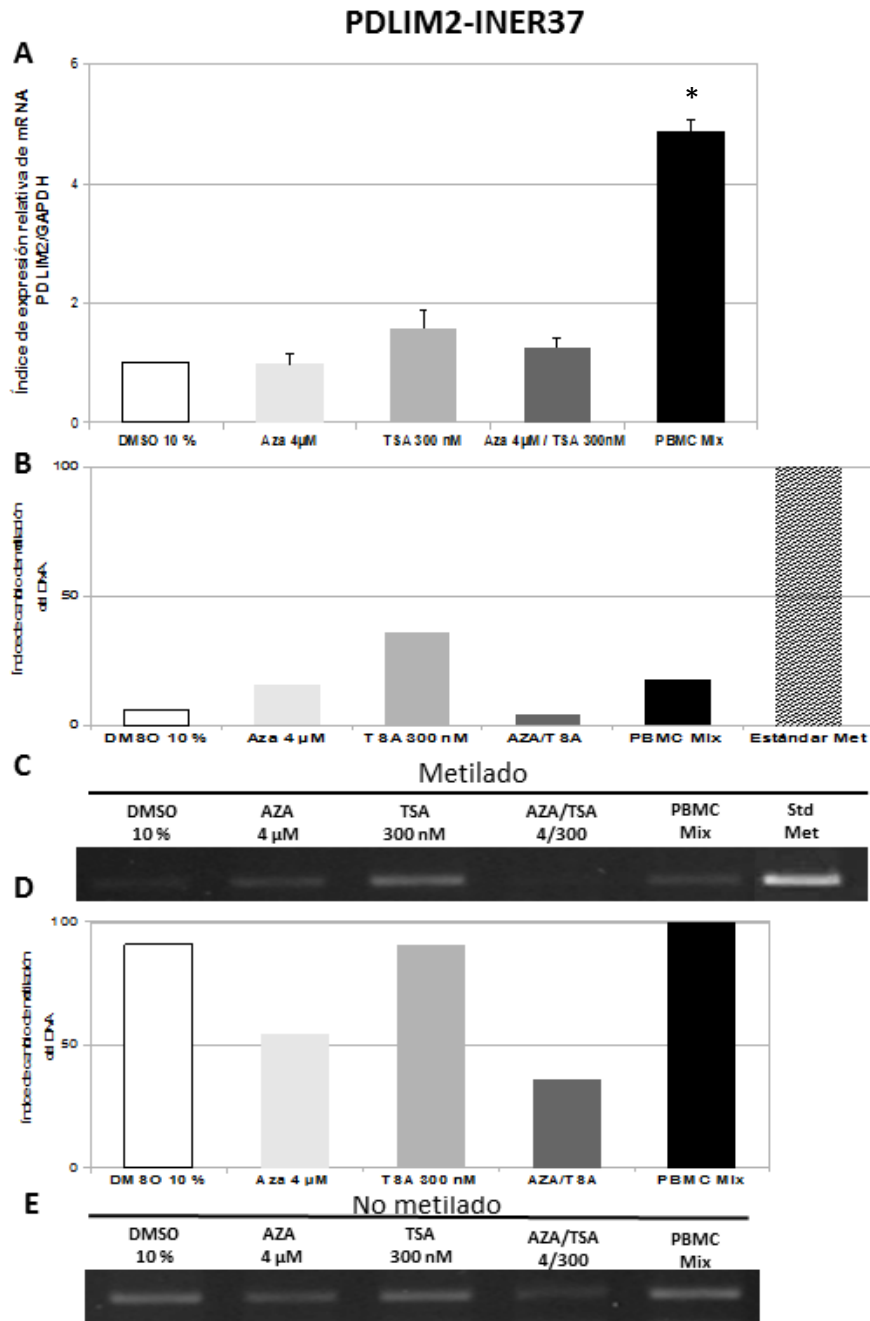 PDLIM2-INER37
A
Índice de expresión relativa de mRNA
PDLIM2/GAPDH
6
4
2
0
*
DMSO 10 %
Aza 4µM
TSA 300 nM
Aza 4µM / TSA 300nM
PBMC Mix
B
100
50
0
DMSO 10 %
Aza 4 µM
TSA 300 nM
AZA/TSA
PBMC Mix
Estándar Met
C
Metilado
DMSO
10 %
AZA
4 µM
TSA
300 nM
AZA/TSA
4/300
PBMC
Mix
Std
Met
D
100
50
0
DMSO 10 %
Aza 4 µM
TSA 300 nM
AZA/TSA
PBMC Mix
E
No metilado
DMSO
10 %
AZA
4 µM
TSA
300 nM
AZA/TSA
4/300
PBMC
Mix